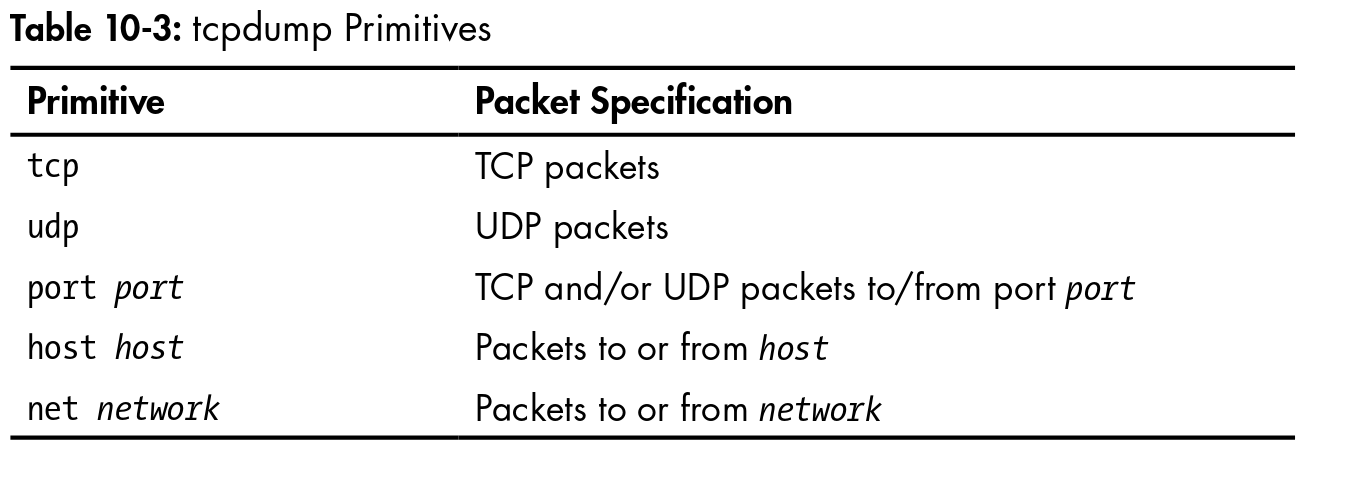 Table 10-3: tcpdump Primitives
Primitive Packet Specification
tcp TCP packets
udp UDP packets
port port TCP and/or UDP packets to/from port port
host host Packets to or from host
net network Packets to or from network